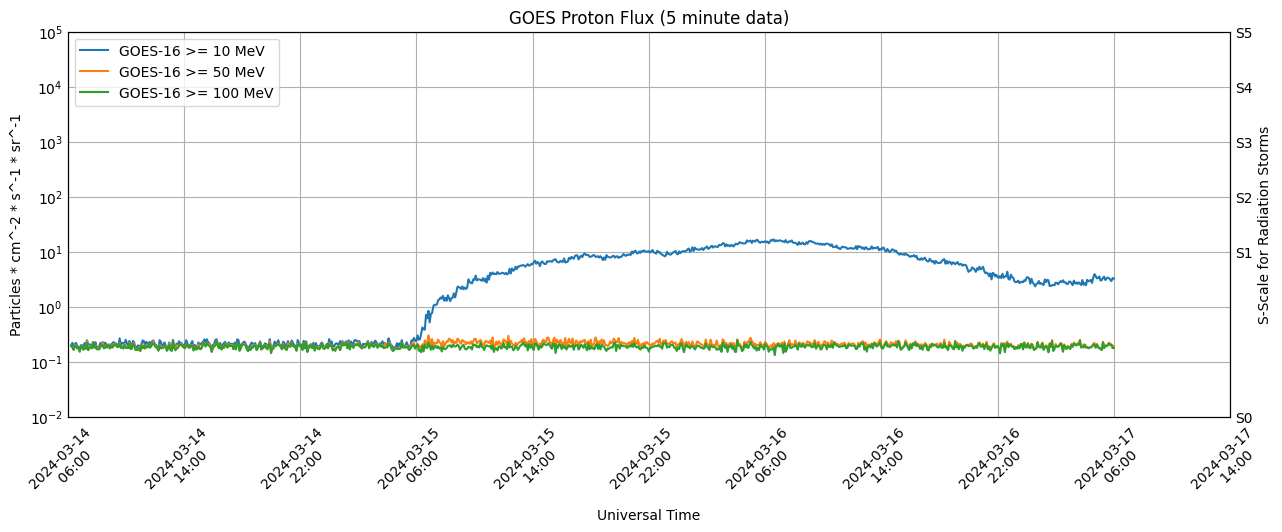 GOES Proton Flux (5 minute data)
GOES-16 >= 10 MeV
GOES-16 >= 50 MeV
GOES-16 >= 100 MeV
Particles * cm^-2 * s^-1 * sr^-1
10^5
10^4
10^3
10^2
10^1
10^0
10^-1
10^-2
S5
S4
S3
S2
S1
S0
S-Scale for Radiation Storms
2024-03-14
06:00
2024-03-14
14:00
2024-03-14
22:00
2024-03-15
06:00
2024-03-15
14:00
2024-03-15
22:00
2024-03-16
06:00
2024-03-16
14:00
2024-03-16
22:00
2024-03-17
06:00
2024-03-17
14:00
Universal Time